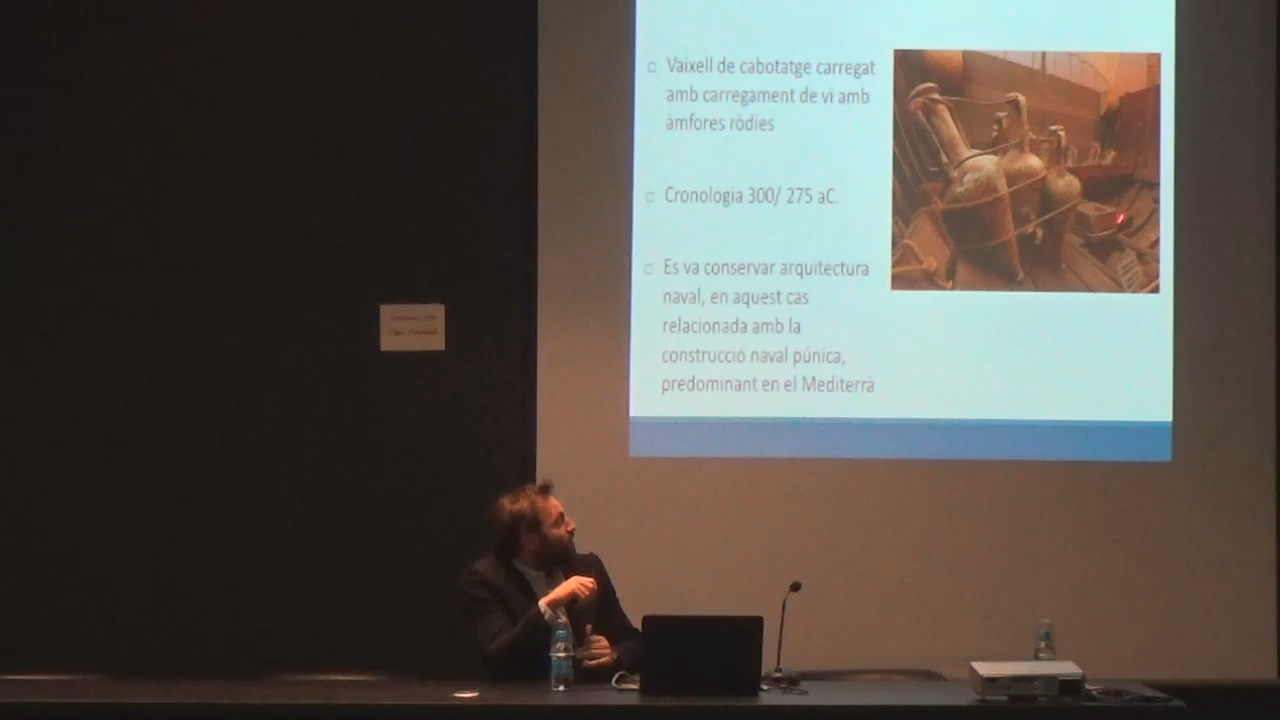 Vaixell de cabotatge carregat
amb carregament de vi amb
àmfores ròdies
Cronologia 300/ 275 aC.
Es va conservar arquitectura
naval, en aquest cas
relacionada amb la
construcció naval púnica,
predominant en el Mediterrà